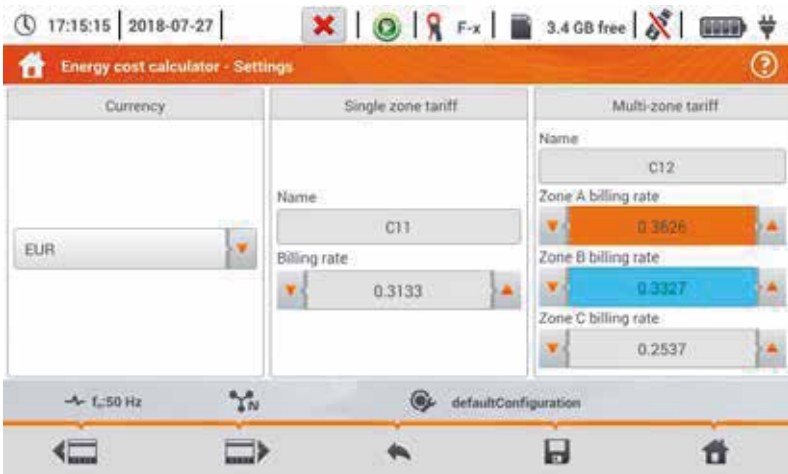 17:15:15 2018-07-27 F-x 3.4 GB free
Energy cost calculator - Settings ?
Currency
EUR
Single zone tariff
Name
C11
Billing rate
0.3133
Multi-zone tariff
Name
C12
Zone A billing rate
0.3626
Zone B billing rate
0.3327
Zone C billing rate
0.2537
fn:50 Hz N defaultConfiguration